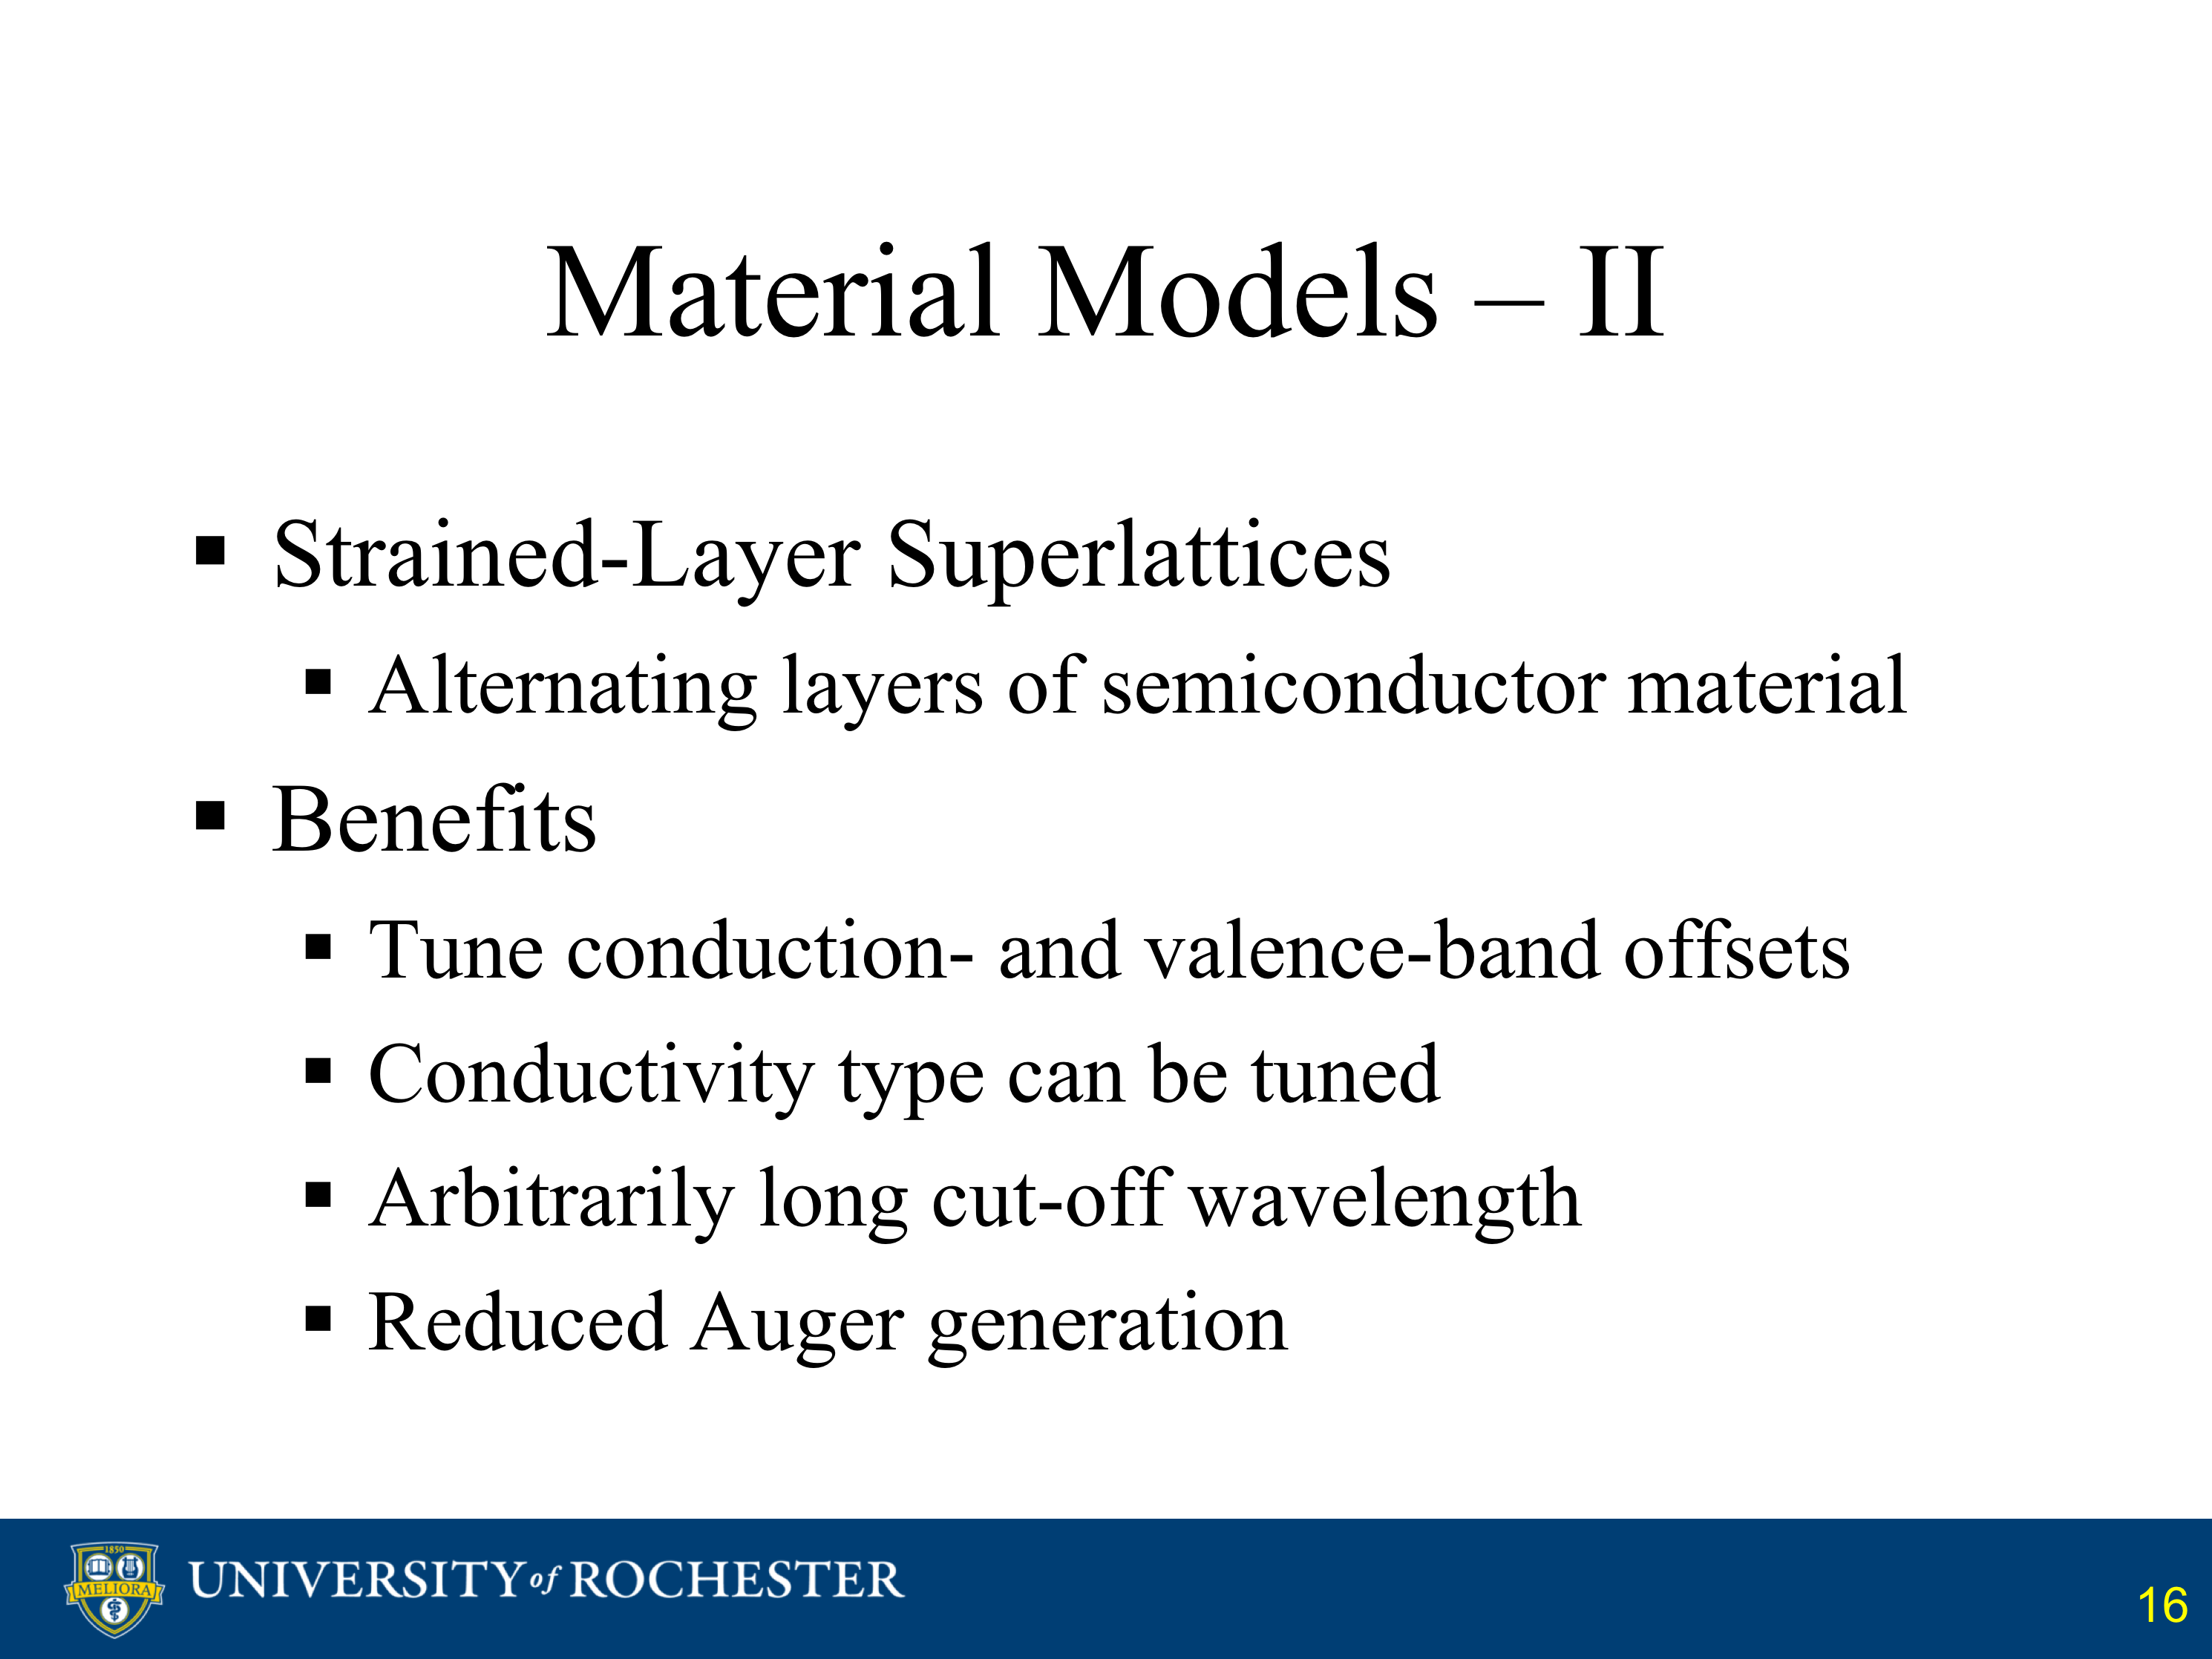 Material Models – II
▪ Strained-Layer Superlattices
▪ Alternating layers of semiconductor material
▪ Benefits
▪ Tune conduction- and valence-band offsets
▪ Conductivity type can be tuned
▪ Arbitrarily long cut-off wavelength
▪ Reduced Auger generation
1850
MELIORA
UNIVERSITY of ROCHESTER
16